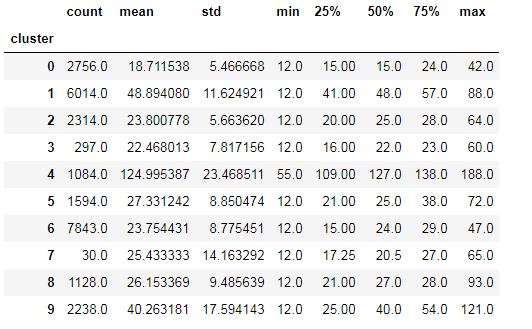 count mean std min 25% 50% 75% max
cluster
0 2756.0 18.711538 5.466668 12.0 15.00 15.0 24.0 42.0
1 6014.0 48.894080 11.624921 12.0 41.00 48.0 57.0 88.0
2 2314.0 23.800778 5.663620 12.0 20.00 25.0 28.0 64.0
3 297.0 22.468013 7.817156 12.0 16.00 22.0 23.0 60.0
4 1084.0 124.995387 23.468511 55.0 109.00 127.0 138.0 188.0
5 1594.0 27.331242 8.850474 12.0 21.00 25.0 38.0 72.0
6 7843.0 23.754431 8.775451 12.0 15.00 24.0 29.0 47.0
7 30.0 25.433333 14.163292 12.0 17.25 20.5 27.0 65.0
8 1128.0 26.153369 9.485639 12.0 21.00 27.0 28.0 93.0
9 2238.0 40.263181 17.594143 12.0 25.00 40.0 54.0 121.0